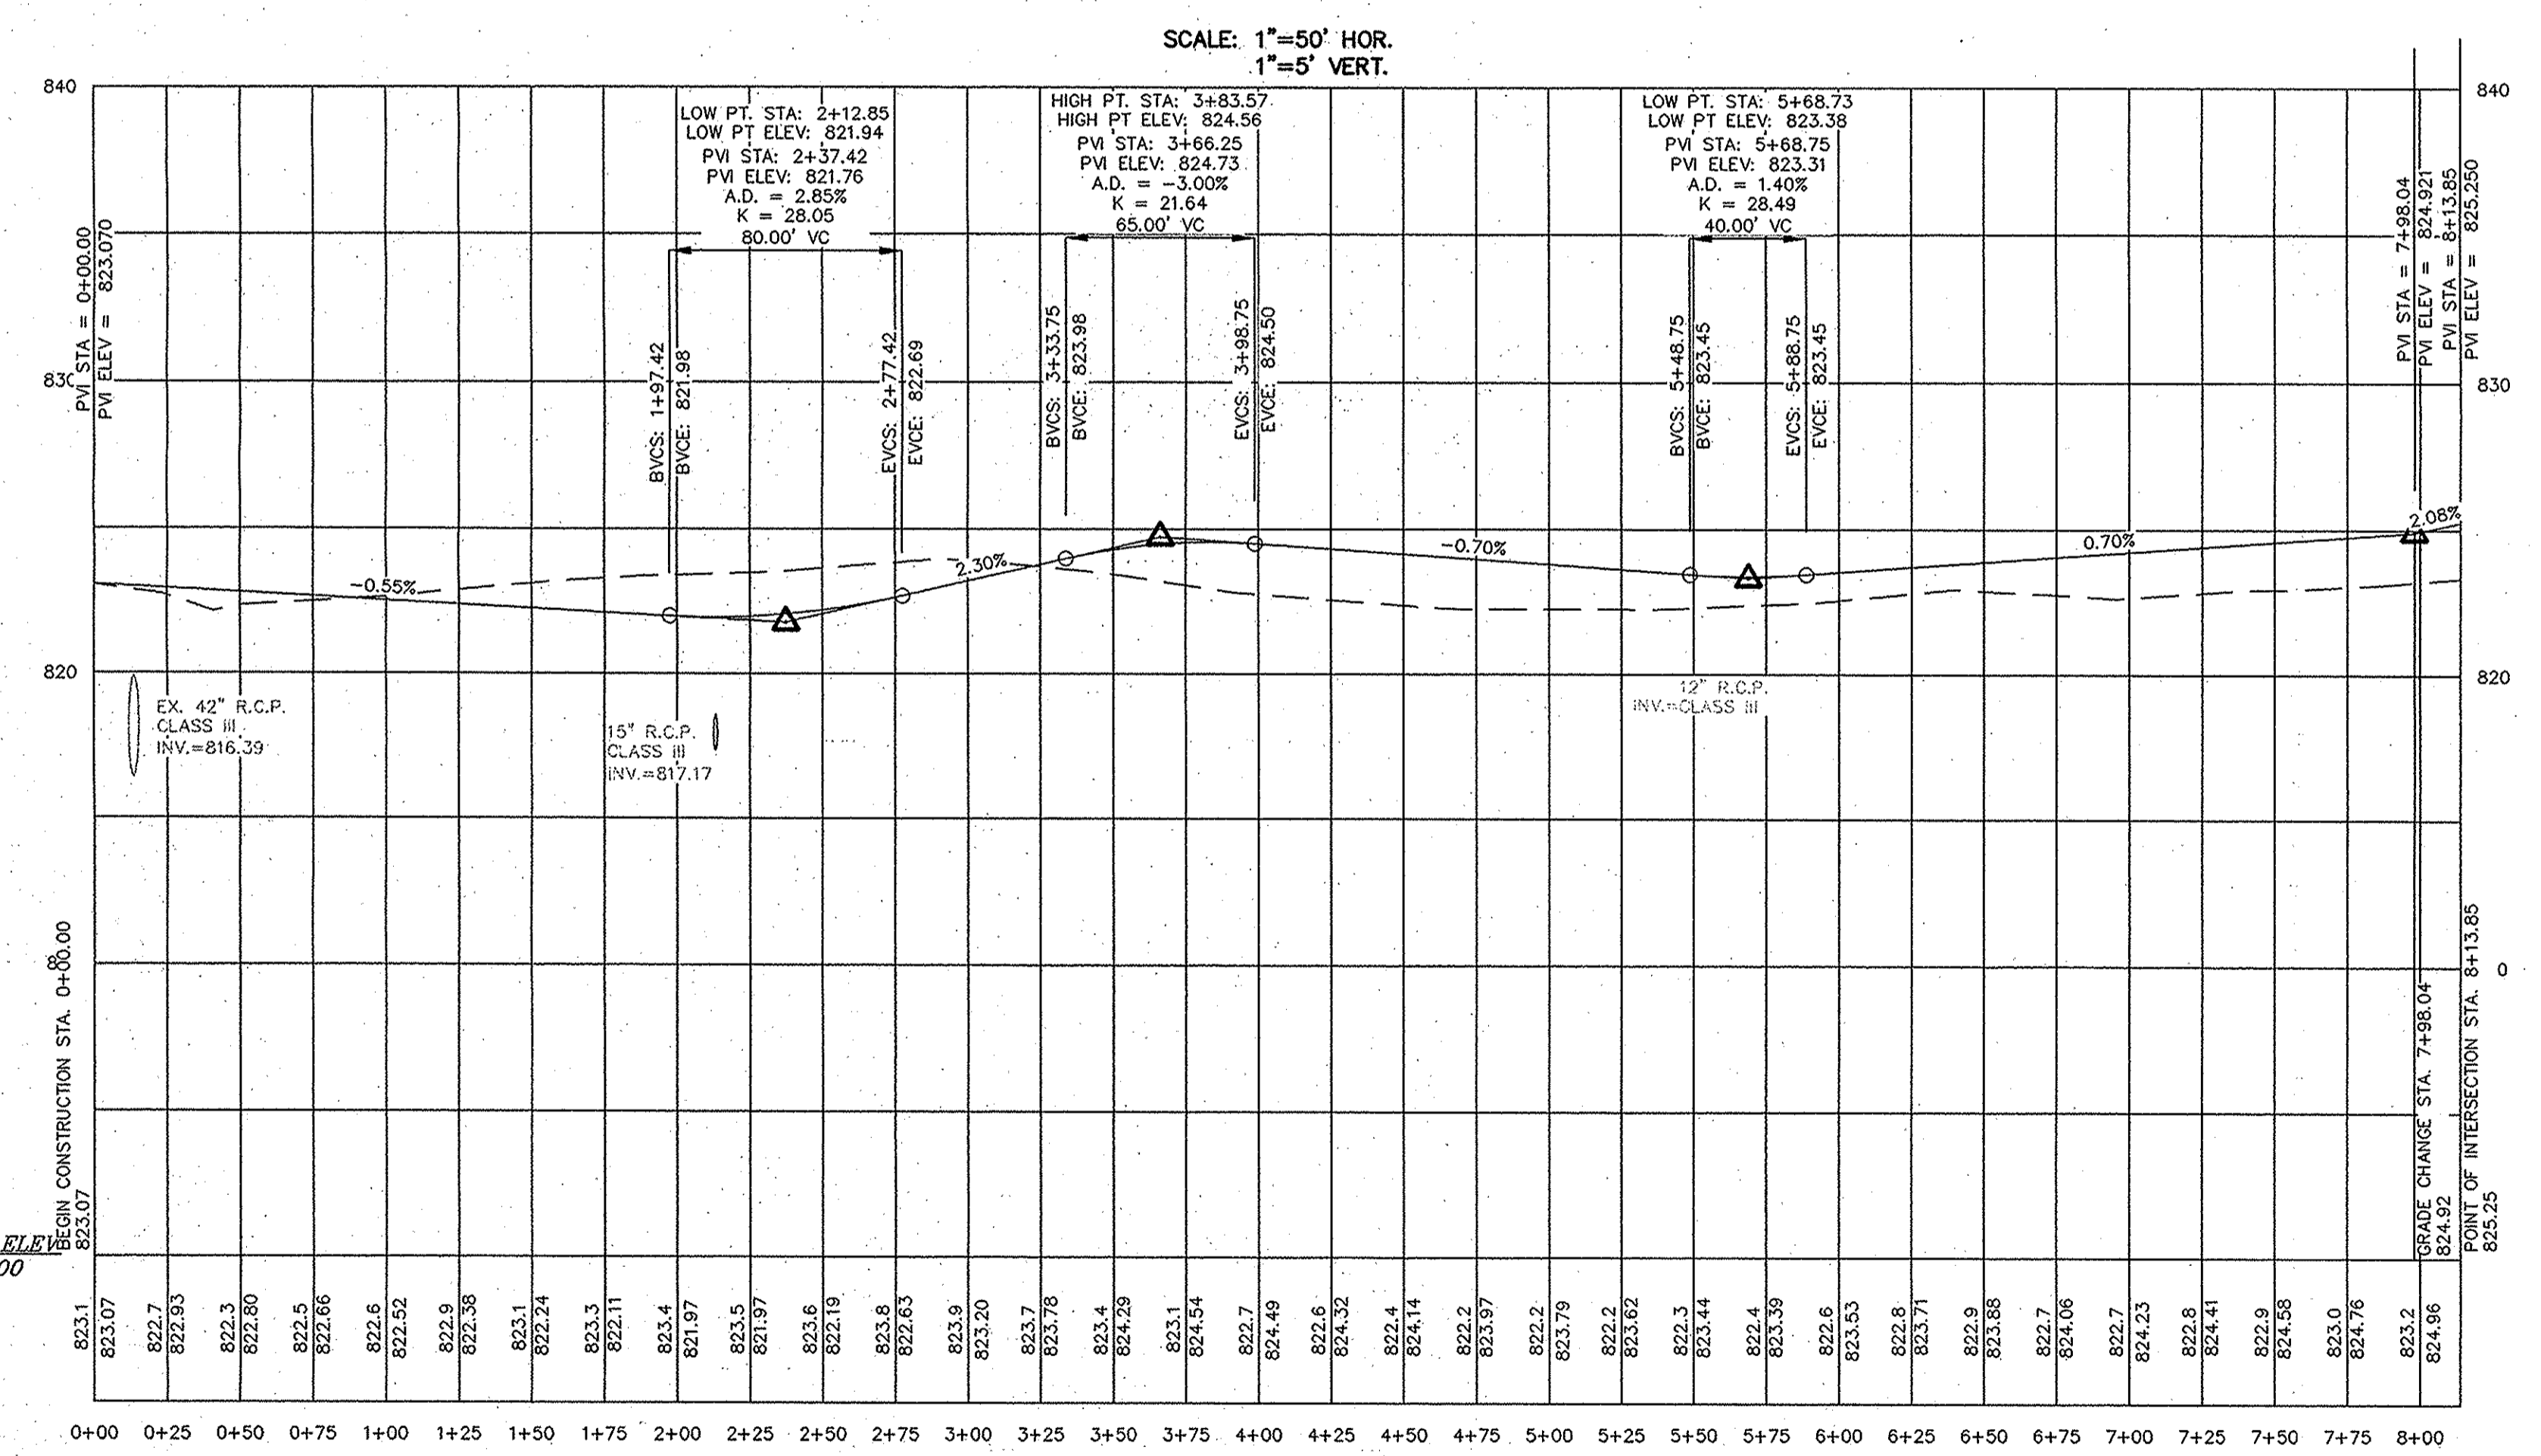 SCALE: 1"=50' HOR.
1"=5' VERT.
840
840
LOW PT. STA: 2+12.85
LOW PT ELEV: 821.94
PVI STA: 2+37.42
PVI ELEV: 821.76
A.D. = 2.85%
K = 28.05
80.00' VC
HIGH PT. STA: 3+83.57
HIGH PT ELEV: 824.56
PVI STA: 3+66.25
PVI ELEV: 824.73
A.D. = -3.00%
K = 21.64
65.00' VC
LOW PT. STA: 5+68.73
LOW PT ELEV: 823.38
PVI STA: 5+68.75
PVI ELEV: 823.31
A.D. = 1.40%
K = 28.49
40.00' VC
PVI STA = 0+00.00
PVI ELEV = 823.070
BVCS: 1+97.42
BVCE: 821.98
EVCS: 2+77.42
EVCE: 822.69
BVCS: 3+33.75
BVCE: 823.98
EVCS: 3+98.75
EVCE: 824.50
BVCS: 5+48.75
BVCE: 823.45
EVCS: 5+88.75
EVCE: 823.45
PVI STA = 7+98.04
PVI ELEV = 824.921
PVI STA = 8+13.85
PVI ELEV = 825.250
830
830
-0.55%
2.30%
-0.70%
0.70%
2.08%
820
820
EX. 42" R.C.P.
CLASS III
INV.=816.39
15" R.C.P.
CLASS III
INV.=817.17
12" R.C.P.
INV.=CLASS III
0
BEGIN CONSTRUCTION STA. 0+00.00
823.07
GRADE CHANGE STA. 7+98.04
824.92
POINT OF INTERSECTION STA. 8+13.85
825.25
ELEV
00
823.1
823.07
822.7
822.93
822.3
822.80
822.5
822.66
822.6
822.52
822.9
822.38
823.1
822.24
823.3
822.11
823.4
821.97
823.5
821.97
823.6
822.19
823.8
822.63
823.9
823.20
823.7
823.78
823.4
824.29
823.1
824.54
822.7
824.49
822.6
824.32
822.4
824.14
822.2
823.97
822.2
823.79
822.2
823.62
822.3
823.44
822.4
823.39
822.6
823.53
822.8
823.71
822.9
823.88
822.7
824.06
822.7
824.23
822.8
824.41
822.9
824.58
823.0
824.76
823.2
824.96
0+00 0+25 0+50 0+75 1+00 1+25 1+50 1+75 2+00 2+25 2+50 2+75 3+00 3+25 3+50 3+75 4+00 4+25 4+50 4+75 5+00 5+25 5+50 5+75 6+00 6+25 6+50 6+75 7+00 7+25 7+50 7+75 8+00